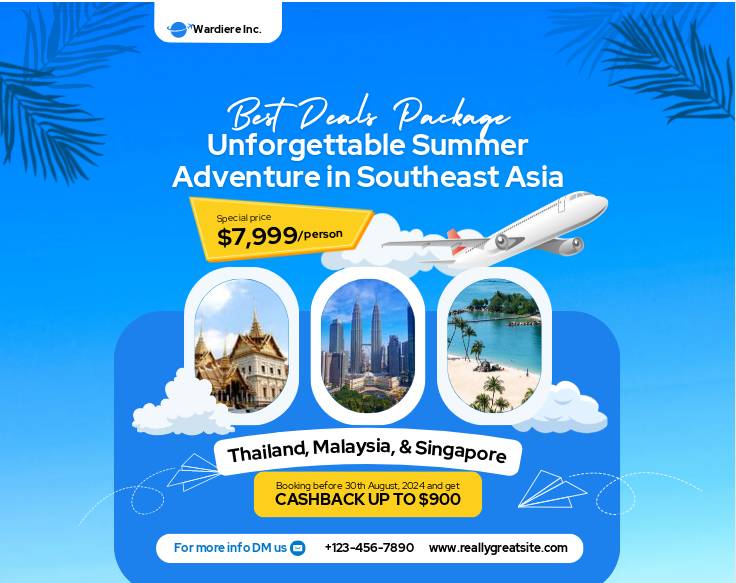 Wardiere Inc.
Best Deals Package
Unforgettable Summer
Adventure in Southeast Asia
Special price
$7,999/person
Thailand, Malaysia, & Singapore
Booking before 30th August, 2024 and get
CASHBACK UP TO $900
For more info DM us +123-456-7890 www.reallygreatsite.com